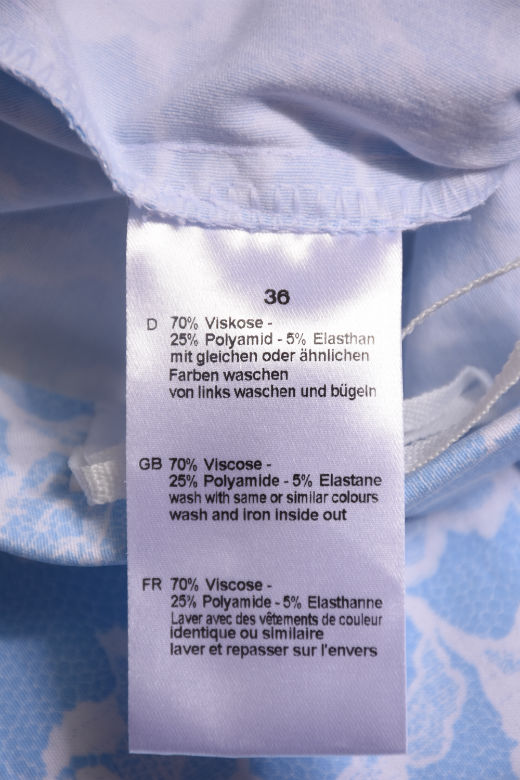 36
D 70% Viskose -
25% Polyamid - 5% Elasthan
mit gleichen oder ähnlichen
Farben waschen
von links waschen und bügeln
GB 70% Viscose -
25% Polyamide - 5% Elastane
wash with same or similar colours
wash and iron inside out
FR 70% Viscose -
25% Polyamide - 5% Elasthanne
Laver avec des vêtements de couleur
identique ou similaire
laver et repasser sur l'envers